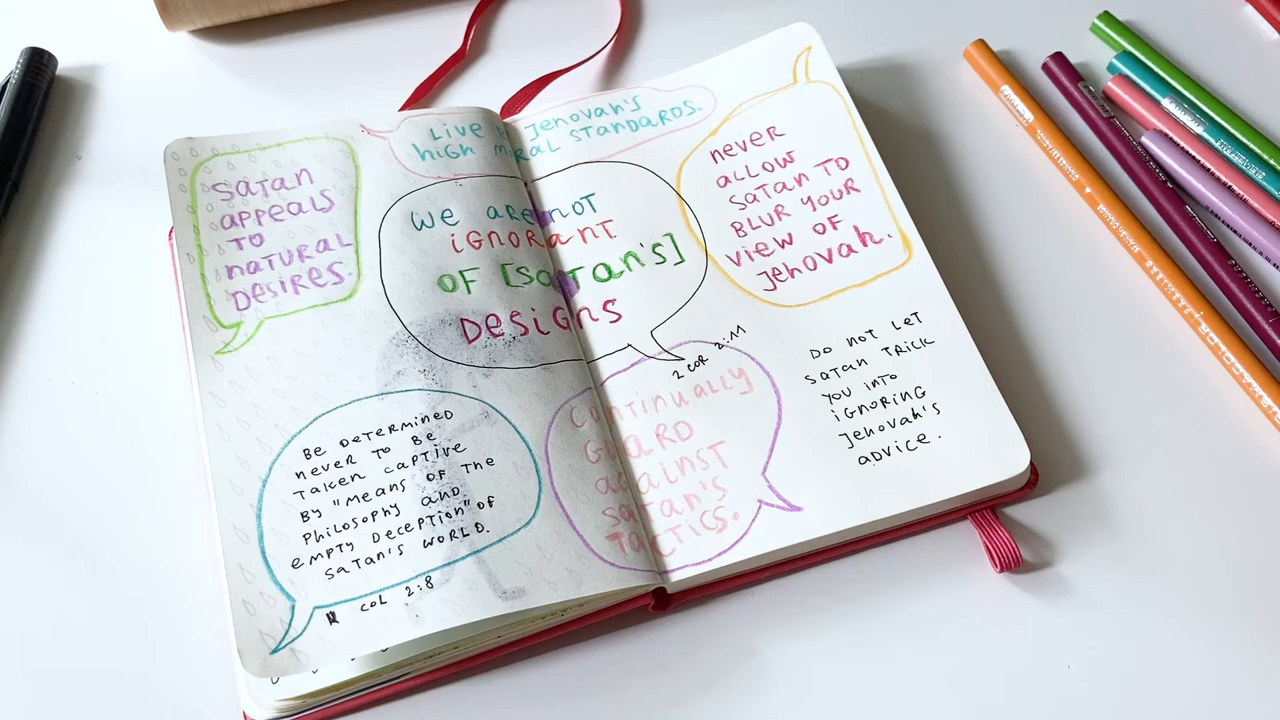 Live by Jehovah's
high moral standards.
satan
appeals
to
natural
desires.
we are not
ignorant
of [satan's]
designs
2 cor 2:11
never
allow
satan to
blur your
view of
Jehovah.
Be determined
never to be
taken captive
by "means of the
philosophy and
empty deception" of
satan's world.
col 2:8
continually
guard
against
satan's
tactics.
Do not let
satan trick
you into
ignoring
Jehovah's
advice.